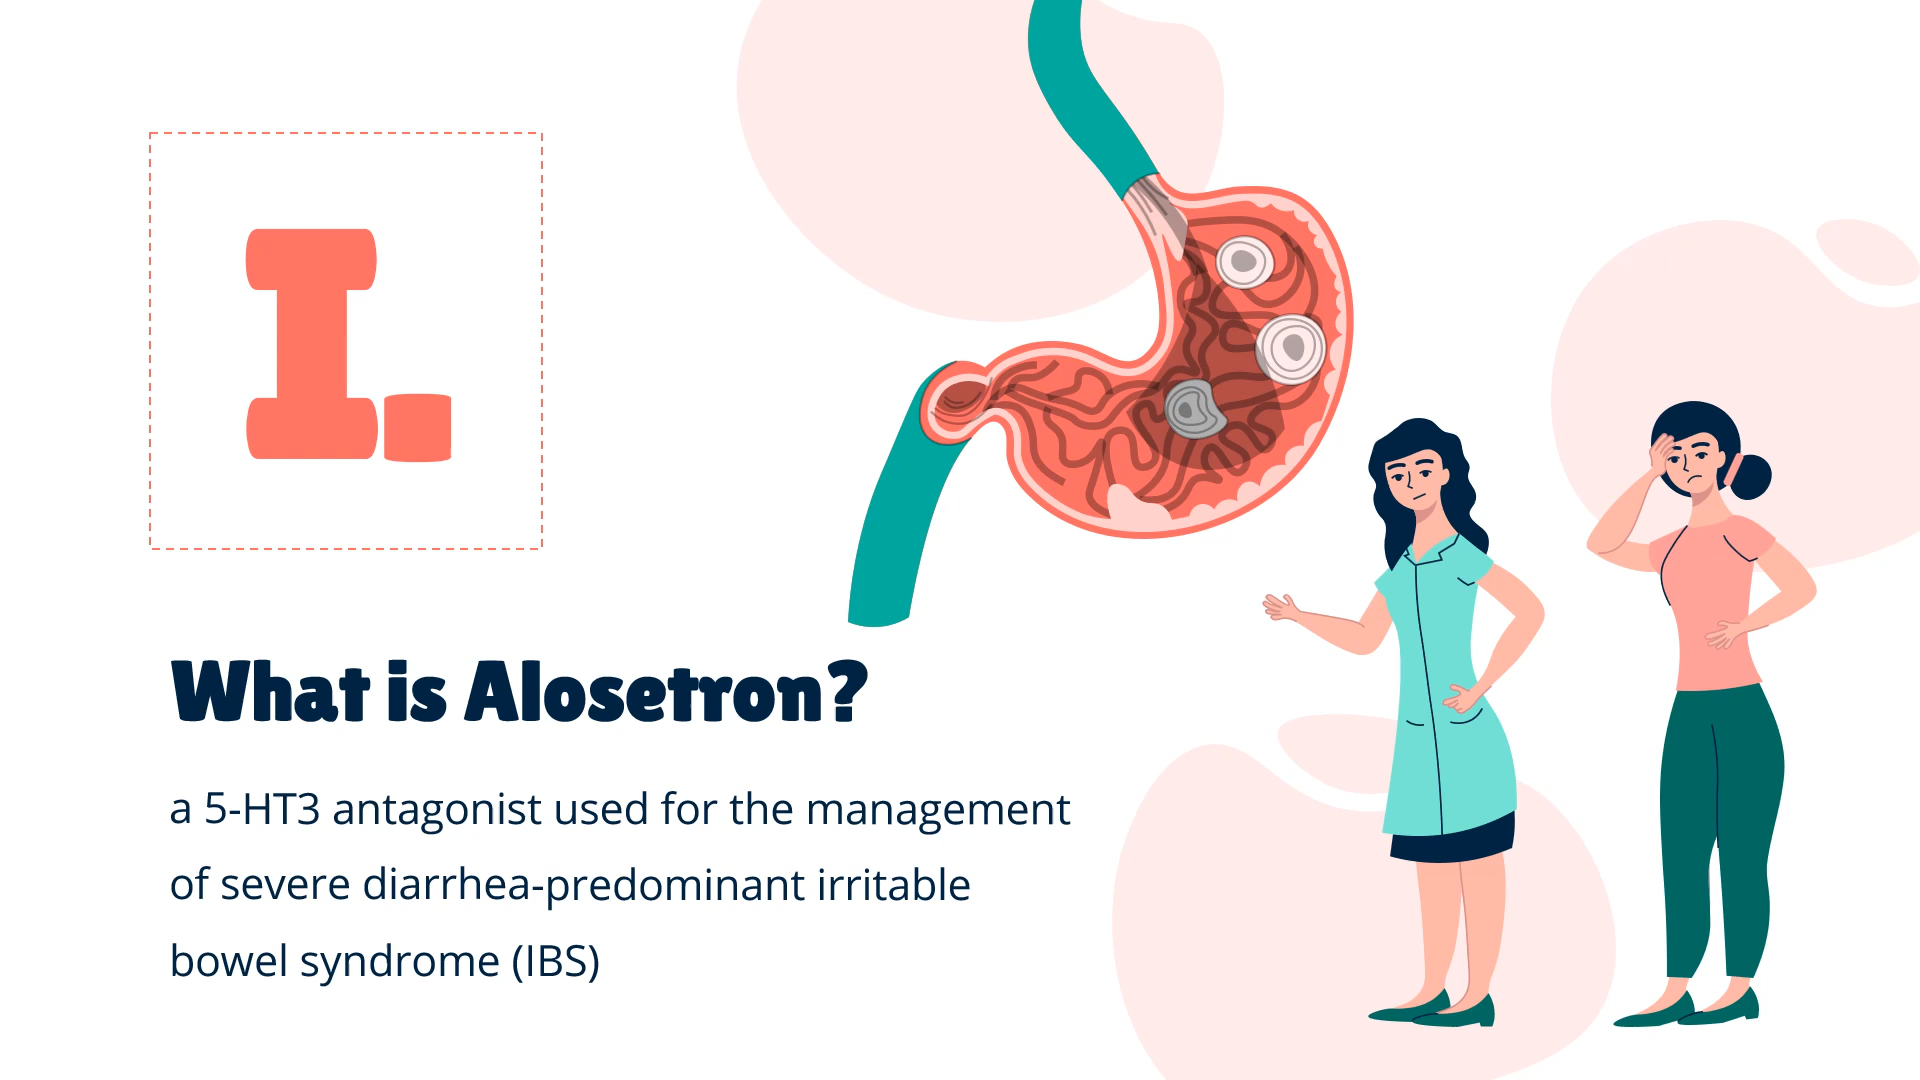 I.
What is Alosetron?
a 5-HT3 antagonist used for the management
of severe diarrhea-predominant irritable
bowel syndrome (IBS)